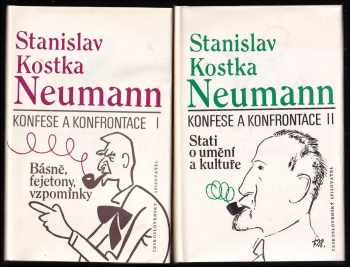 Stanislav
Kostka
Neumann
KONFESE A KONFRONTACE I
Básně,
fejetony,
vzpomínky
ČESKOSLOVENSKÝ SPISOVATEL
Stanislav
Kostka
Neumann
KONFESE A KONFRONTACE II
Stati
o umění
a kultuře
ČESKOSLOVENSKÝ SPISOVATEL